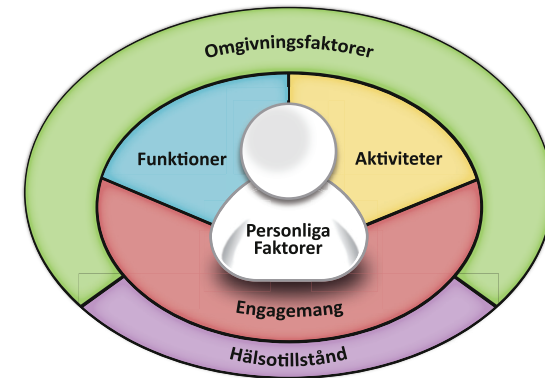 Omgivningsfaktorer
Funktioner
Aktiviteter
Personliga
Faktorer
Engagemang
Hälsotillstånd